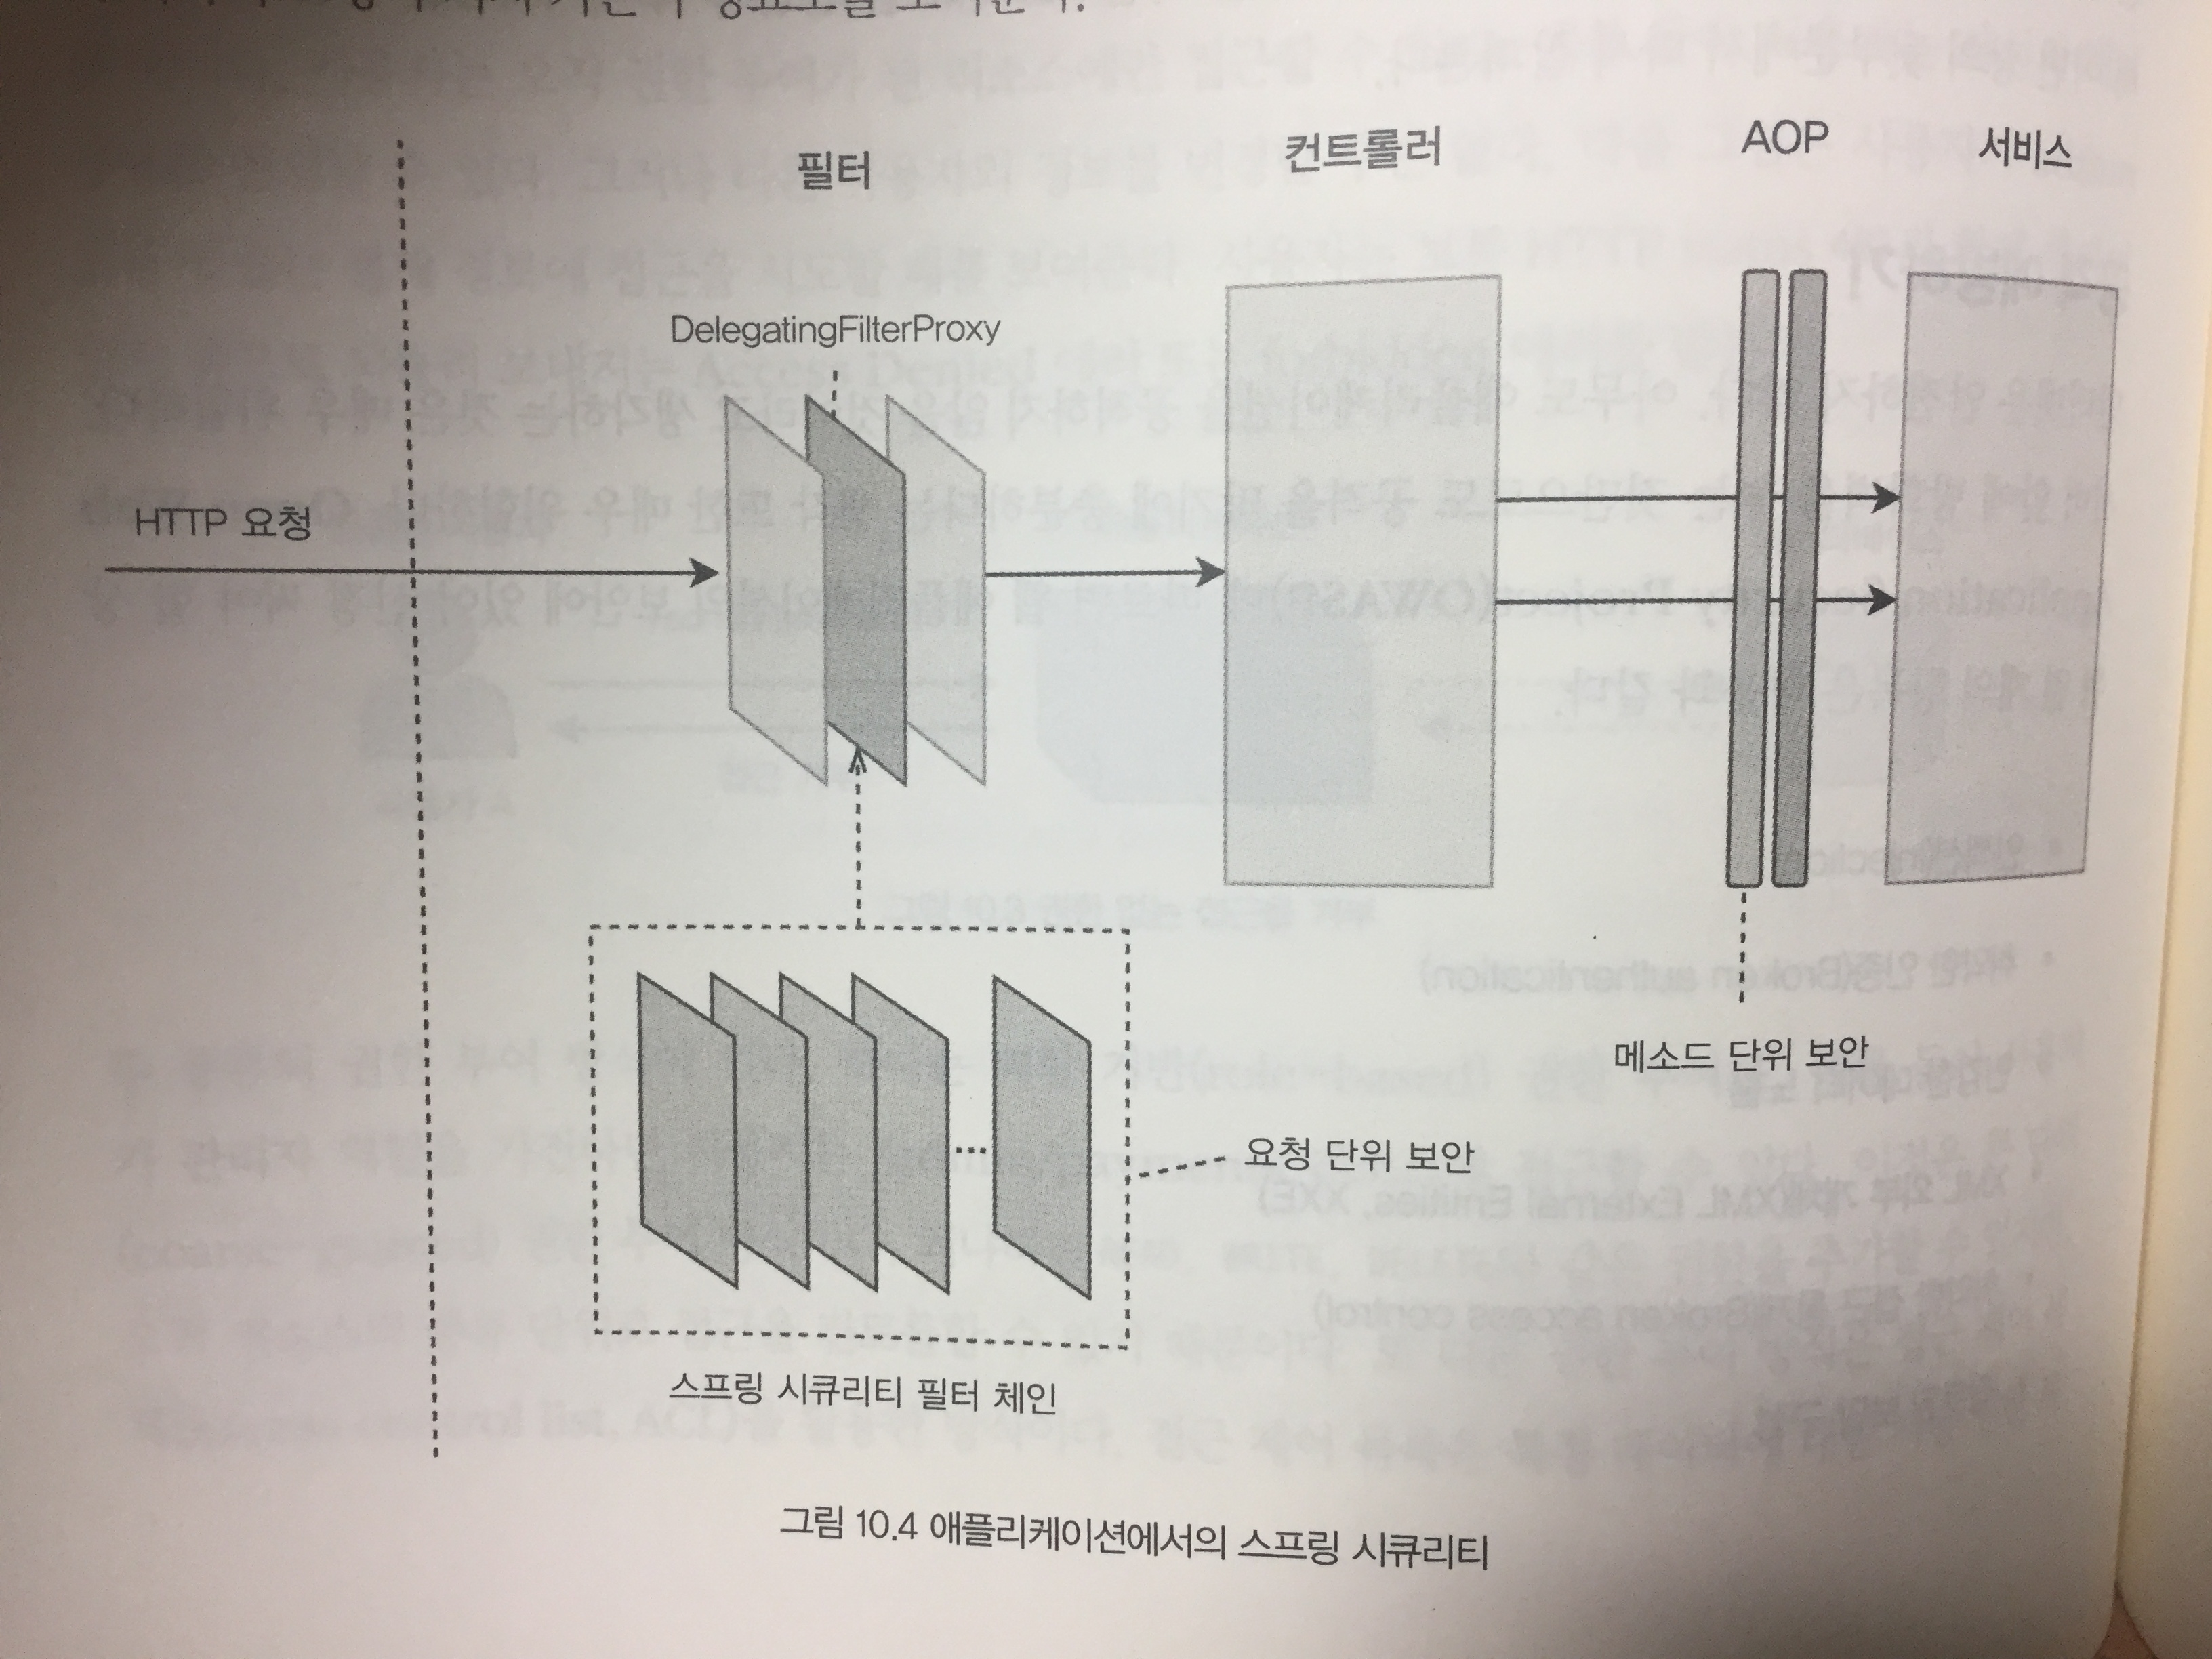 필터
컨트롤러
AOP
서비스
DelegatingFilterProxy
HTTP 요청
메소드 단위 보안
...
요청 단위 보안
스프링 시큐리티 필터 체인
그림 10.4 애플리케이션에서의 스프링 시큐리티